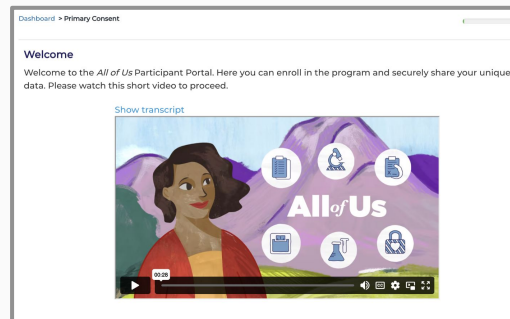 Dashboard > Primary Consent
Welcome
Welcome to the All of Us Participant Portal. Here you can enroll in the program and securely share your unique
data. Please watch this short video to proceed.
Show transcript
All of Us
00:28
CC